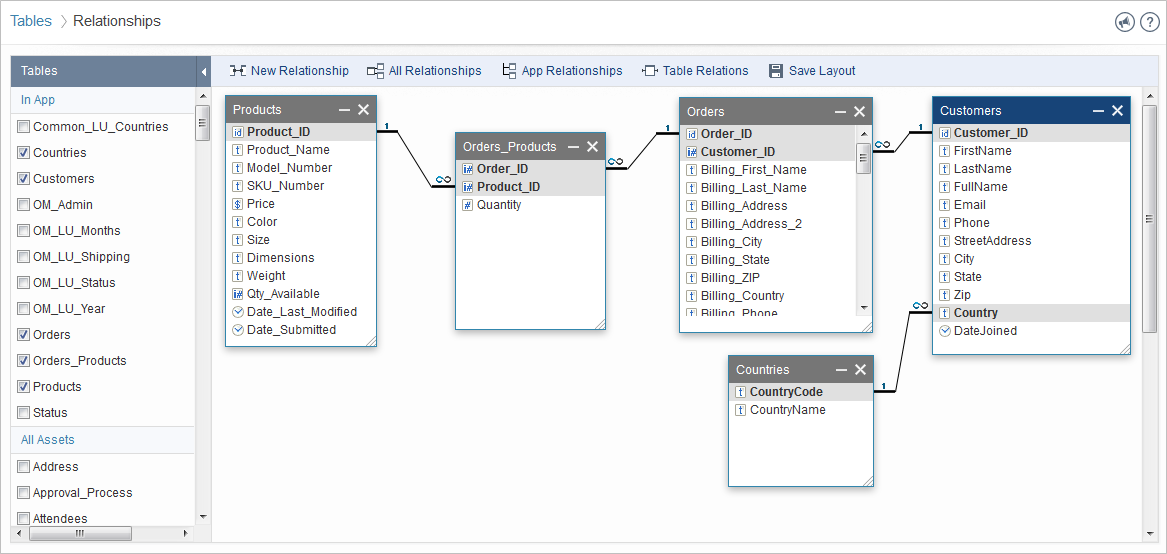 Tables > Relationships
?
Tables
New Relationship
All Relationships
App Relationships
Table Relations
Save Layout
In App
Common_LU_Countries
Countries
Customers
OM_Admin
OM_LU_Months
OM_LU_Shipping
OM_LU_Status
OM_LU_Year
Orders
Orders_Products
Products
Status
All Assets
Address
Approval_Process
Attendees
Products
id Product_ID
t Product_Name
t Model_Number
t SKU_Number
$ Price
t Color
t Size
t Dimensions
t Weight
i# Qty_Available
Date_Last_Modified
Date_Submitted
1
∞
Orders_Products
i# Order_ID
i# Product_ID
# Quantity
∞
1
Orders
id Order_ID
i# Customer_ID
t Billing_First_Name
t Billing_Last_Name
t Billing_Address
t Billing_Address_2
t Billing_City
t Billing_State
t Billing_ZIP
t Billing_Country
t Billing_Phone
∞
1
Customers
id Customer_ID
t FirstName
t LastName
t FullName
t Email
t Phone
t StreetAddress
t City
t State
t Zip
t Country
DateJoined
∞
1
Countries
t CountryCode
t CountryName